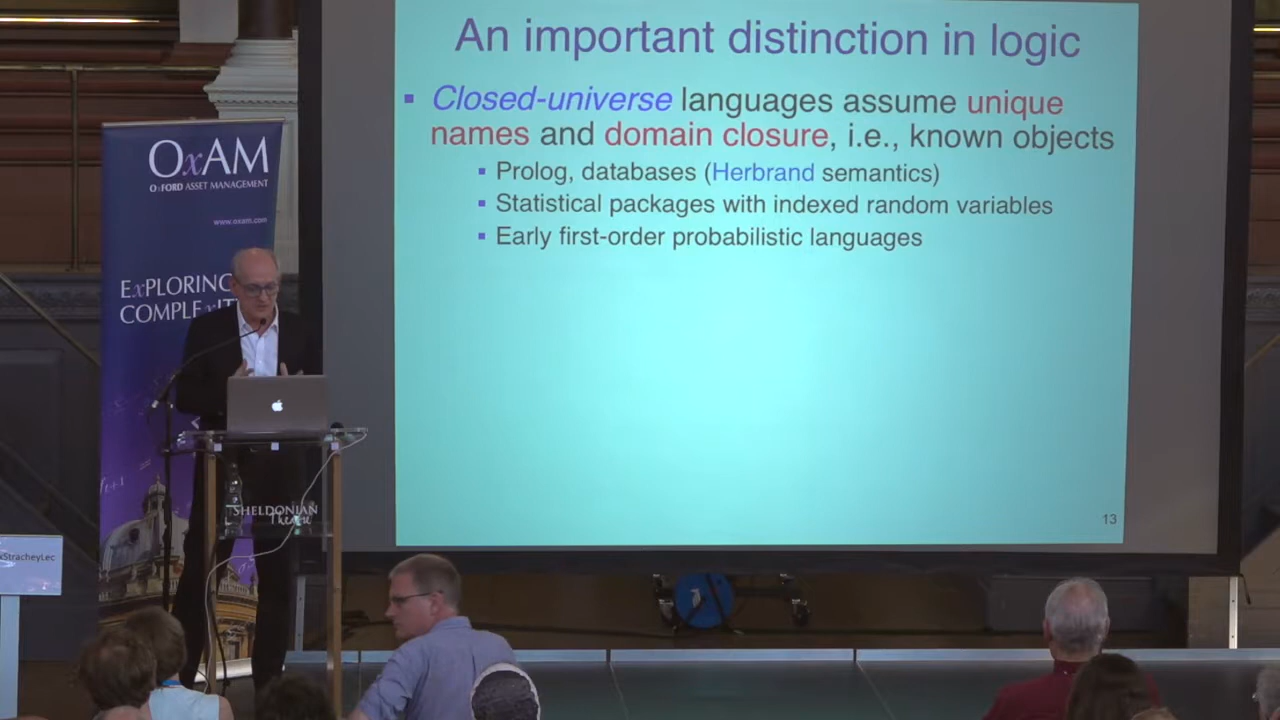 An important distinction in logic
Closed-universe languages assume unique
names and domain closure, i.e., known objects
Prolog, databases (Herbrand semantics)
Statistical packages with indexed random variables
Early first-order probabilistic languages
13
OxAM
OxFORD ASSET MANAGEMENT
www.oxam.com
ExPLORING
COMPLEx
SHELDONIAN
Theatre
xStracheyLec